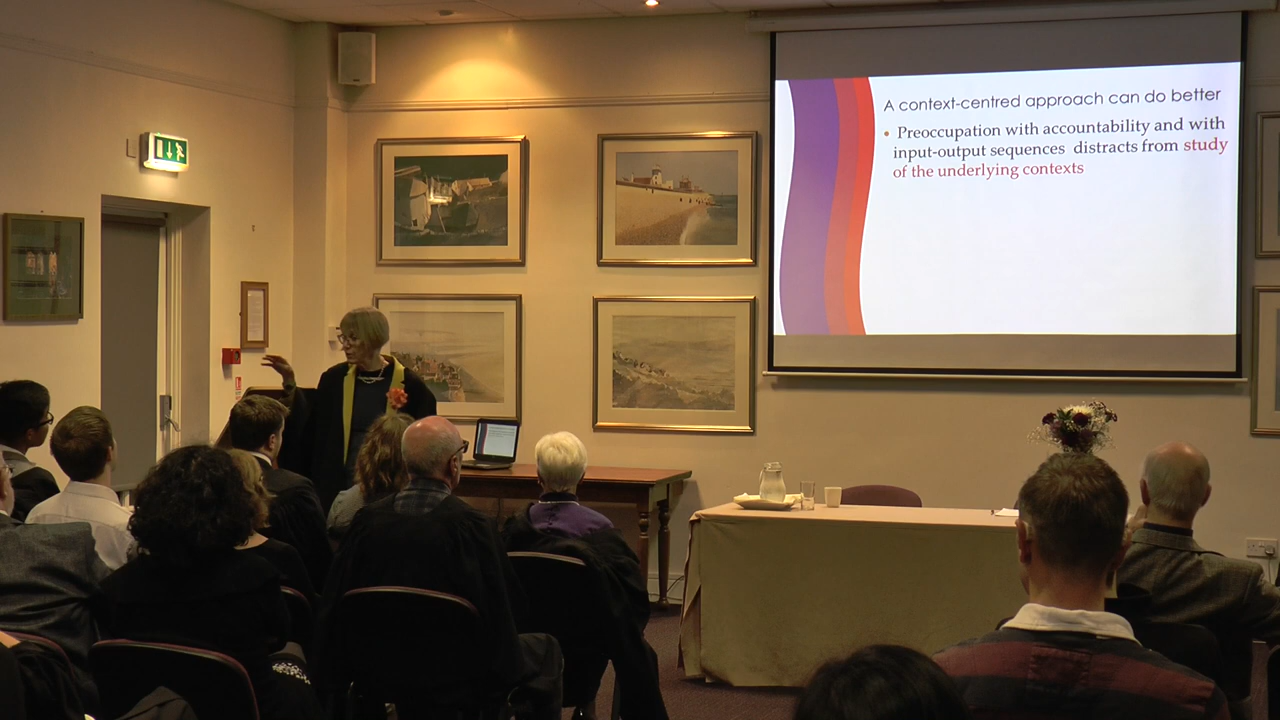 A context-centred approach can do better
• Preoccupation with accountability and with
input-output sequences distracts from study
of the underlying contexts